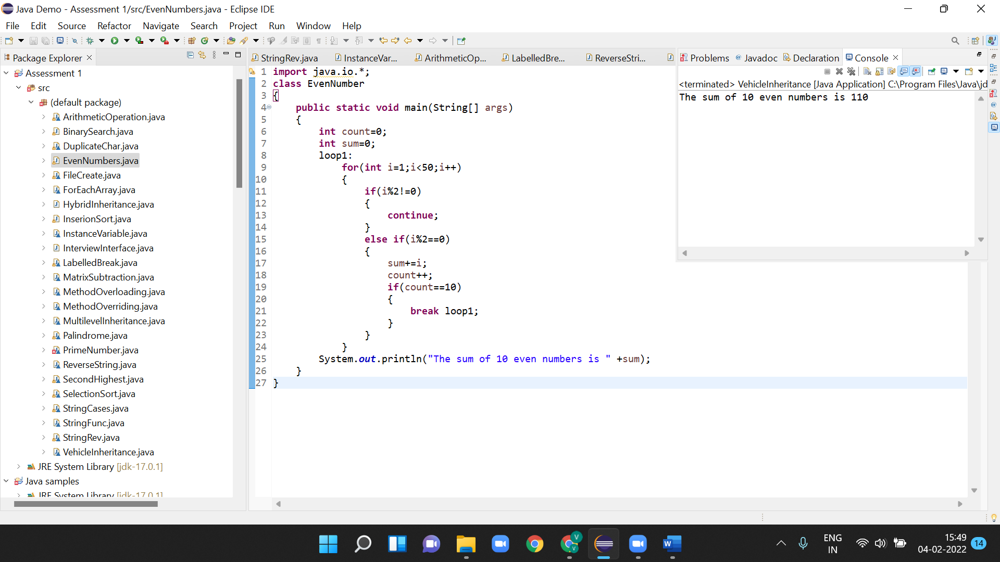 Java Demo - Assessment 1/src/EvenNumbers.java - Eclipse IDE
File Edit Source Refactor Navigate Search Project Run Window Help
Package Explorer
Assessment 1
src
(default package)
ArithmeticOperation.java
BinarySearch.java
DuplicateChar.java
EvenNumbers.java
FileCreate.java
ForEachArray.java
HybridInheritance.java
InserionSort.java
InstanceVariable.java
InterviewInterface.java
LabelledBreak.java
MatrixSubtraction.java
MethodOverloading.java
MethodOverriding.java
MultilevelInheritance.java
Palindrome.java
PrimeNumber.java
ReverseString.java
SecondHighest.java
SelectionSort.java
StringCases.java
StringFunc.java
StringRev.java
VehicleInheritance.java
JRE System Library [jdk-17.0.1]
Java samples
JRE System Library [jdk-17.0.1]
StringRev.java InstanceVar... ArithmeticOp... LabelledBre... ReverseStri...
1 import java.io.*;
2 class EvenNumber
3 {
4 public static void main(String[] args)
5 {
6 int count=0;
7 int sum=0;
8 loop1:
9 for(int i=1;i<50;i++)
10 {
11 if(i%2!=0)
12 {
13 continue;
14 }
15 else if(i%2==0)
16 {
17 sum+=i;
18 count++;
19 if(count==10)
20 {
21 break loop1;
22 }
23 }
24 }
25 System.out.println("The sum of 10 even numbers is " +sum);
26 }
27 }
Problems Javadoc Declaration Console
<terminated> VehicleInheritance [Java Application] C:\Program Files\Java\jd
The sum of 10 even numbers is 110
ENG
IN
15:49
04-02-2022
14